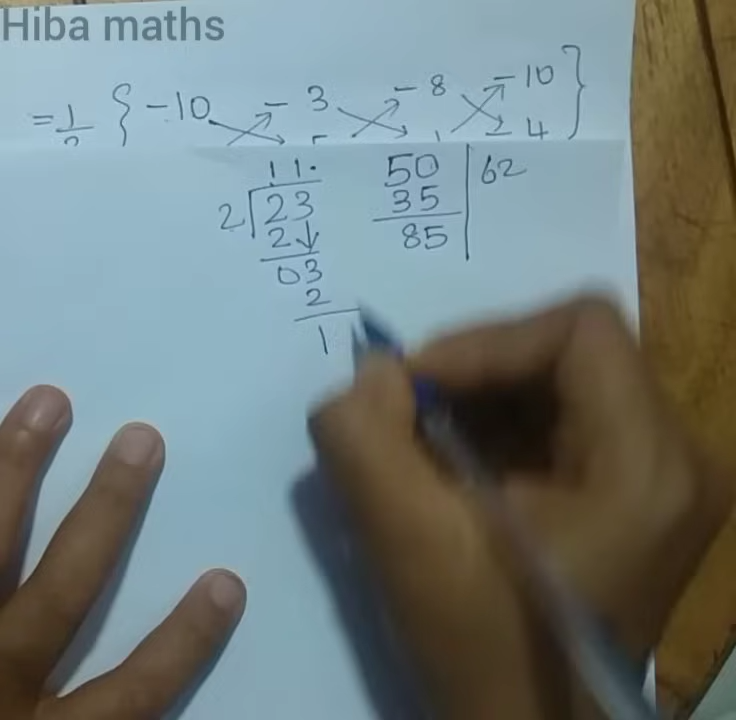 Hiba maths
= 1 { -10 - 3 - 8 - 10 }
- 4
11. 50 62
2 23 35
2↓ 85
03
2
1